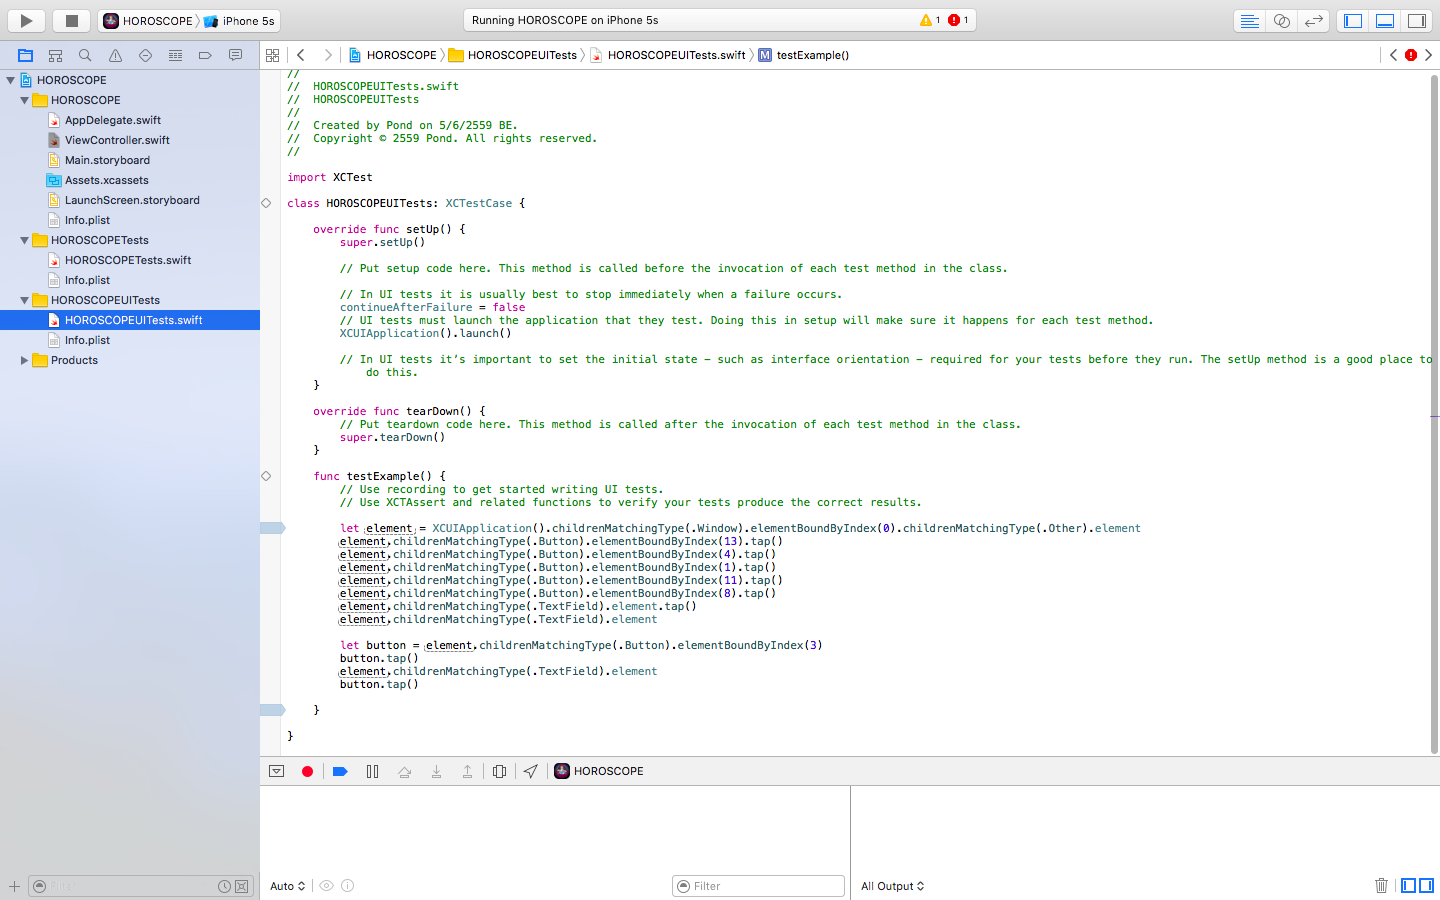 HOROSCOPE iPhone 5s
Running HOROSCOPE on iPhone 5s
1 1
HOROSCOPE HOROSCOPEUITests HOROSCOPEUITests.swift M testExample()
HOROSCOPE
HOROSCOPE
AppDelegate.swift
ViewController.swift
Main.storyboard
Assets.xcassets
LaunchScreen.storyboard
Info.plist
HOROSCOPETests
HOROSCOPETests.swift
Info.plist
HOROSCOPEUITests
HOROSCOPEUITests.swift
Info.plist
Products
//
//  HOROSCOPEUITests.swift
//  HOROSCOPEUITests
//
//  Created by Pond on 5/6/2559 BE.
//  Copyright © 2559 Pond. All rights reserved.
//
import XCTest
class HOROSCOPEUITests: XCTestCase {
override func setUp() {
super.setUp()
// Put setup code here. This method is called before the invocation of each test method in the class.
// In UI tests it is usually best to stop immediately when a failure occurs.
continueAfterFailure = false
// UI tests must launch the application that they test. Doing this in setup will make sure it happens for each test method.
XCUIApplication().launch()
// In UI tests it’s important to set the initial state - such as interface orientation - required for your tests before they run. The setUp method is a good place to
do this.
}
override func tearDown() {
// Put teardown code here. This method is called after the invocation of each test method in the class.
super.tearDown()
}
func testExample() {
// Use recording to get started writing UI tests.
// Use XCTAssert and related functions to verify your tests produce the correct results.
let element = XCUIApplication().childrenMatchingType(.Window).elementBoundByIndex(0).childrenMatchingType(.Other).element
element.childrenMatchingType(.Button).elementBoundByIndex(13).tap()
element.childrenMatchingType(.Button).elementBoundByIndex(4).tap()
element.childrenMatchingType(.Button).elementBoundByIndex(1).tap()
element.childrenMatchingType(.Button).elementBoundByIndex(11).tap()
element.childrenMatchingType(.Button).elementBoundByIndex(8).tap()
element.childrenMatchingType(.TextField).element.tap()
element.childrenMatchingType(.TextField).element
let button = element.childrenMatchingType(.Button).elementBoundByIndex(3)
button.tap()
element.childrenMatchingType(.TextField).element
button.tap()
}
}
HOROSCOPE
Filter
Auto
Filter
All Output